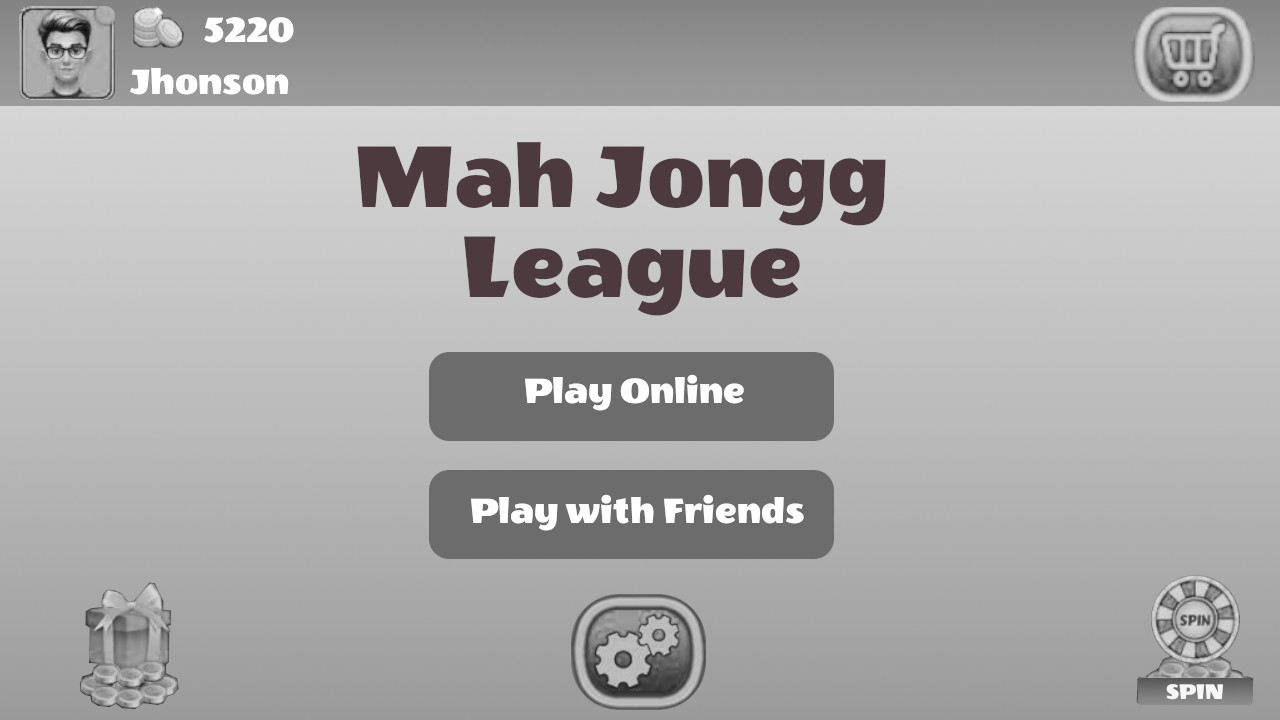 5220
Jhonson
Mah Jongg
League
Play Online
Play with Friends
SPIN
SPIN